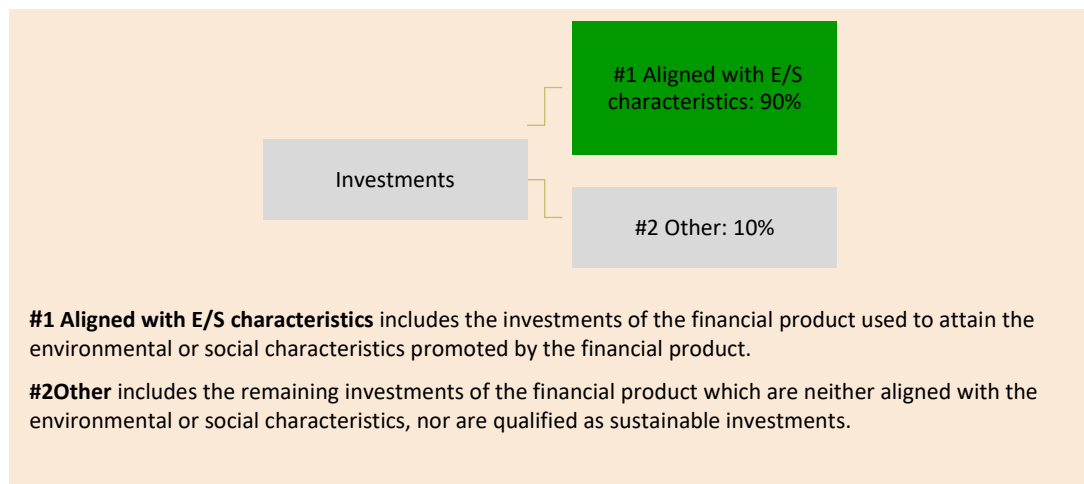 #1 Aligned with E/S
characteristics: 90%
Investments
#2 Other: 10%
#1 Aligned with E/S characteristics includes the investments of the financial product used to attain the
environmental or social characteristics promoted by the financial product.
#2Other includes the remaining investments of the financial product which are neither aligned with the
environmental or social characteristics, nor are qualified as sustainable investments.